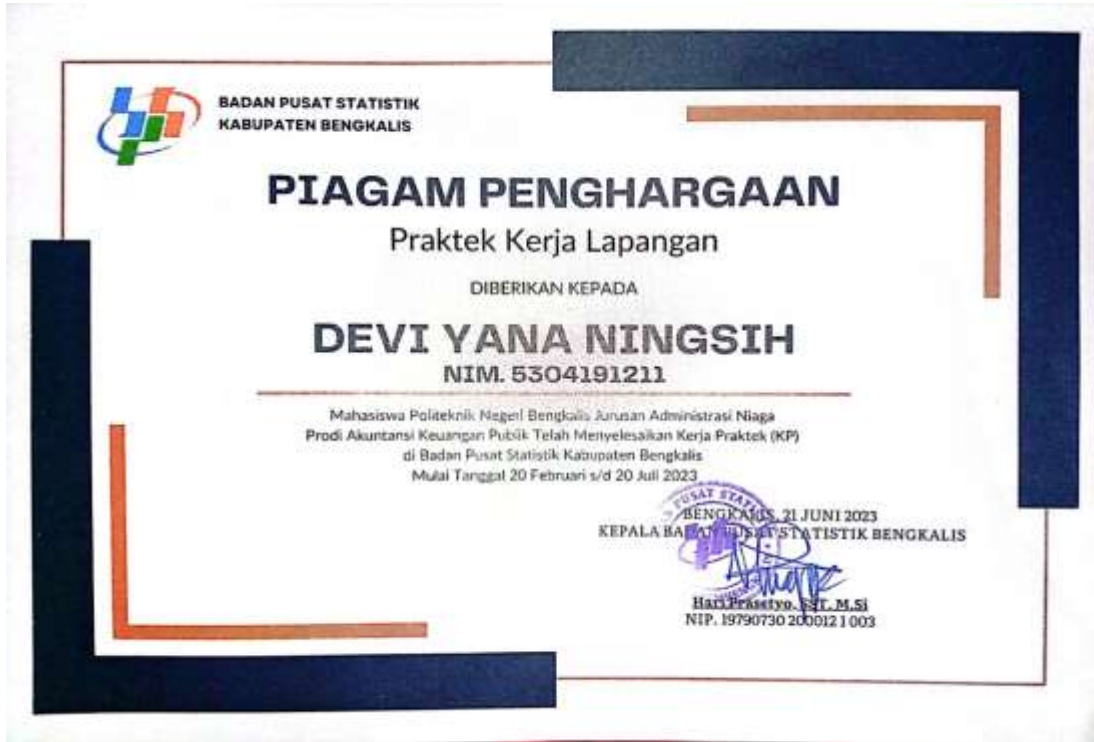 BADAN PUSAT STATISTIK
KABUPATEN BENGKALIS
PIAGAM PENGHARGAAN
Praktek Kerja Lapangan
DIBERIKAN KEPADA
DEVI YANA NINGSIH
NIM. 5304191211
Mahasiswa Politeknik Negeri Bengkalis Jurusan Administrasi Niaga
Prodi Akuntansi Keuangan Publik Telah Menyelesaikan Kerja Praktek (KP)
di Badan Pusat Statistik Kabupaten Bengkalis
Mulai Tanggal 20 Februari s/d 20 Juli 2023
PUSAT
BENGKALIS, 21 JUNI 2023
KEPALA BADAN PUSAT STATISTIK BENGKALIS
Hari Prasetyo, SST, M.Si
NIP. 19790730 200012 1 003